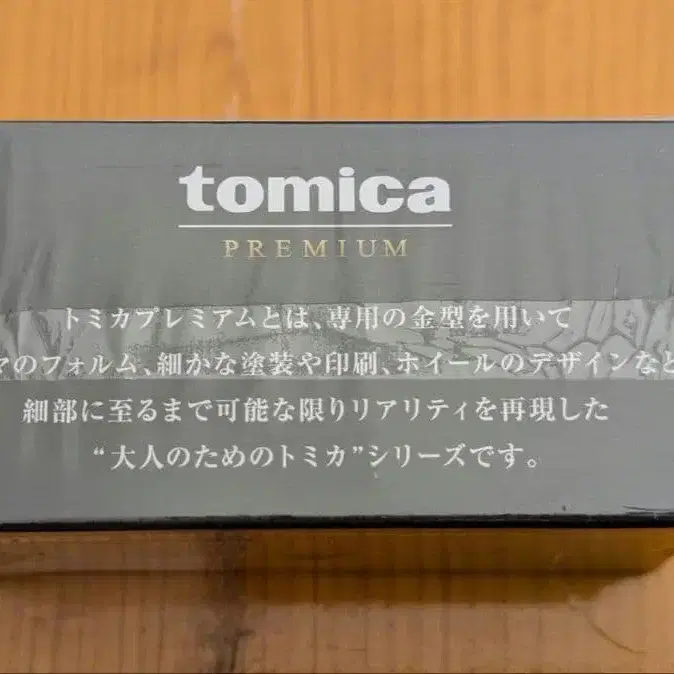 tomica
PREMIUM
トミカプレミアムとは、専用の金型を用いて
マのフォルム、細かな塗装や印刷、ホイールのデザインなど
細部に至るまで可能な限りリアリティを再現した
“大人のためのトミカ”シリーズです。